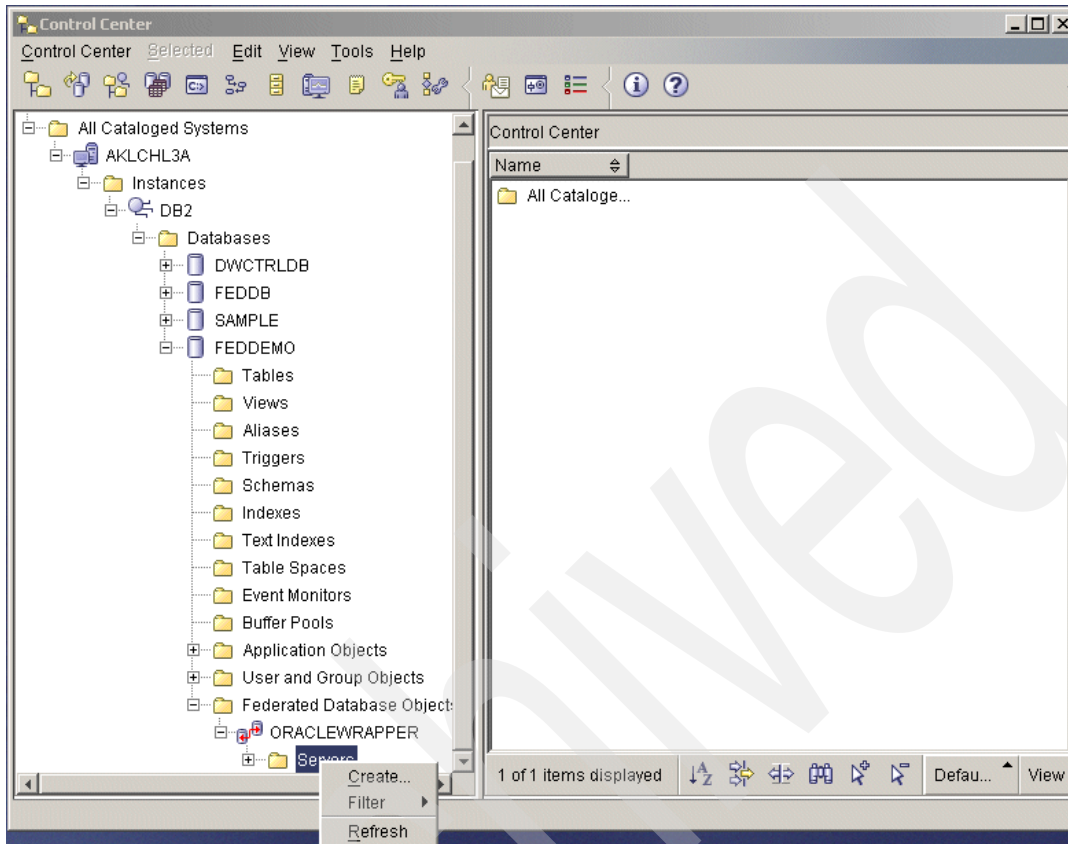 Control Center
Control Center Selected Edit View Tools Help
All Cataloged Systems
AKLCHL3A
Instances
DB2
Databases
DWCTRLDB
FEDDB
SAMPLE
FEDDEMO
Tables
Views
Aliases
Triggers
Schemas
Indexes
Text Indexes
Table Spaces
Event Monitors
Buffer Pools
Application Objects
User and Group Objects
Federated Database Object
ORACLEWRAPPER
Servers
Create...
Filter
Refresh
Control Center
Name
All Cataloge...
1 of 1 items displayed
Defau...
View
hived